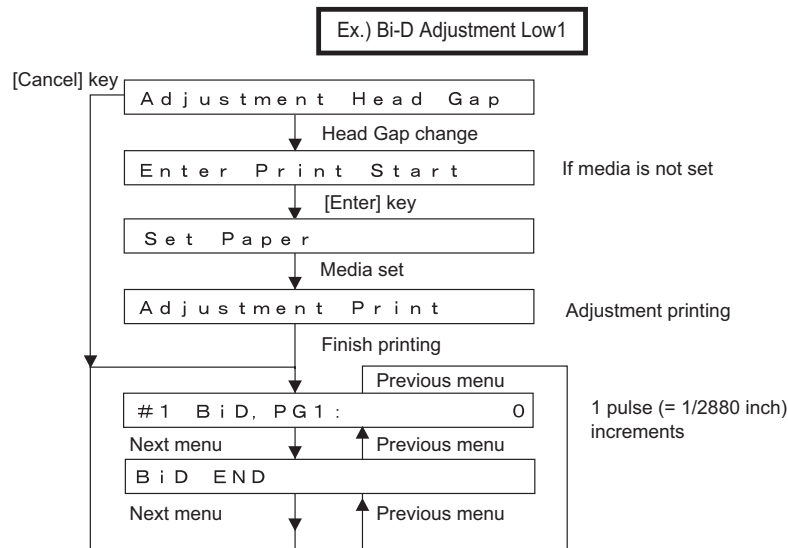 Ex.) Bi-D Adjustment Low1
[Cancel] key
Adjustment Head Gap
Head Gap change
Enter Print Start
If media is not set
[Enter] key
Set Paper
Media set
Adjustment Print
Adjustment printing
Finish printing
Previous menu
#1 BiD, PG1: 0
1 pulse (= 1/2880 inch)
increments
Next menu
Previous menu
BiD END
Next menu
Previous menu